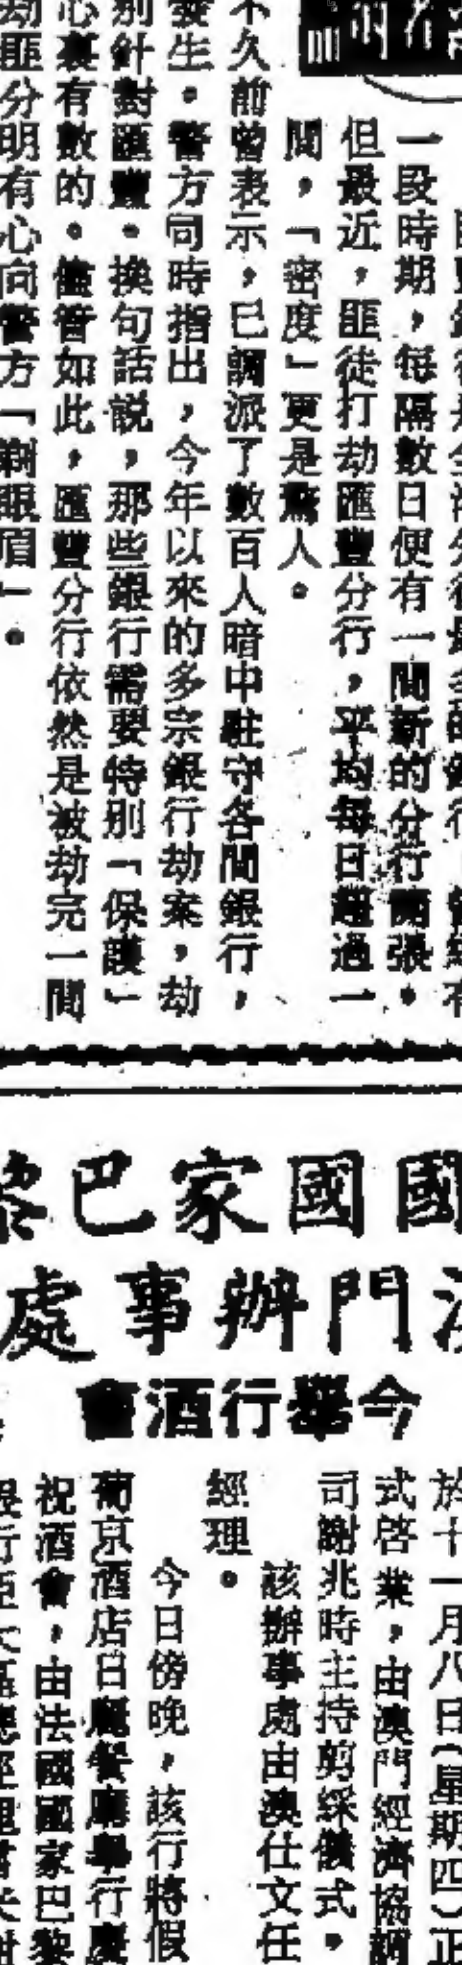 一段時期，每隔數日便有一間新的分行開張。
但最近，匪徒打劫匯豐分行，平均每日超過一
間，「密度」更是驚人。
不久前曾表示，已調派了數百人暗中駐守各間銀行，
發生。警方同時指出，今年以來的多宗銀行劫案，劫
別針對匯豐。換句話說，那些銀行需要特別「保護」
心裏有數的。儘管如此，匯豐分行依然是被劫完一間
劫匪分明有心向警方「剃眼眉」。
國國家巴黎
門辦事處
今舉行酒會
於十一月八日（星期四）正
式啓業，由澳門經濟協調
司謝兆時主持剪綵儀式。
該辦事處由澳仕文任
經理。
今日傍晚，該行將假
葡京酒店日麗餐廳舉行慶
祝酒會，由法國國家巴黎